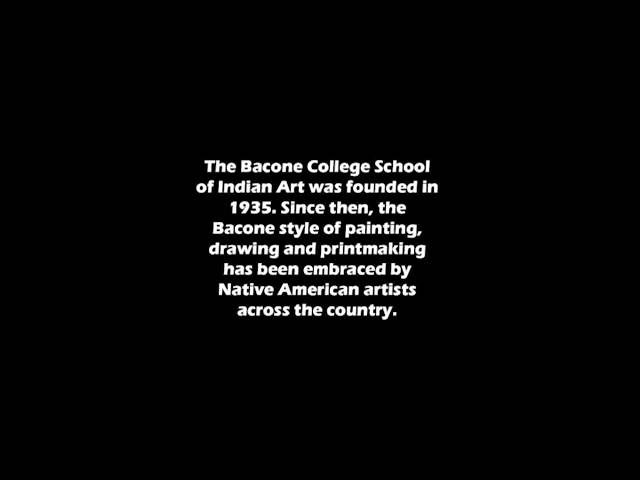 The Bacone College School
of Indian Art was founded in
1935. Since then, the
Bacone style of painting,
drawing and printmaking
has been embraced by
Native American artists
across the country.